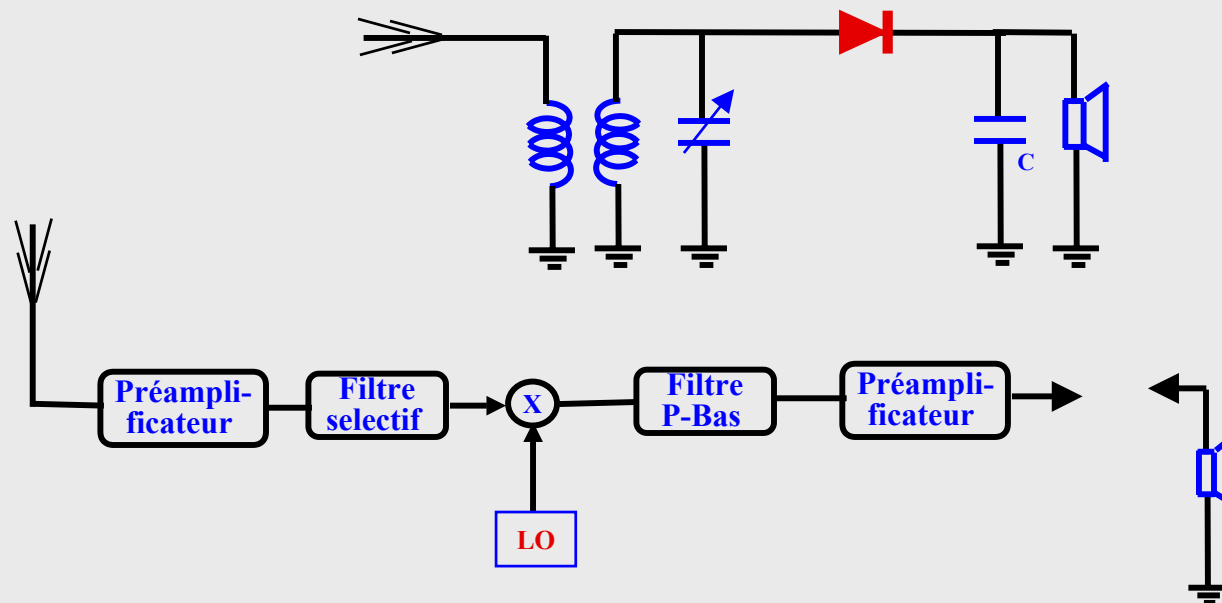 C
Préampli-
ficateur
Filtre
selectif
X
Filtre
P-Bas
Préampli-
ficateur
LO